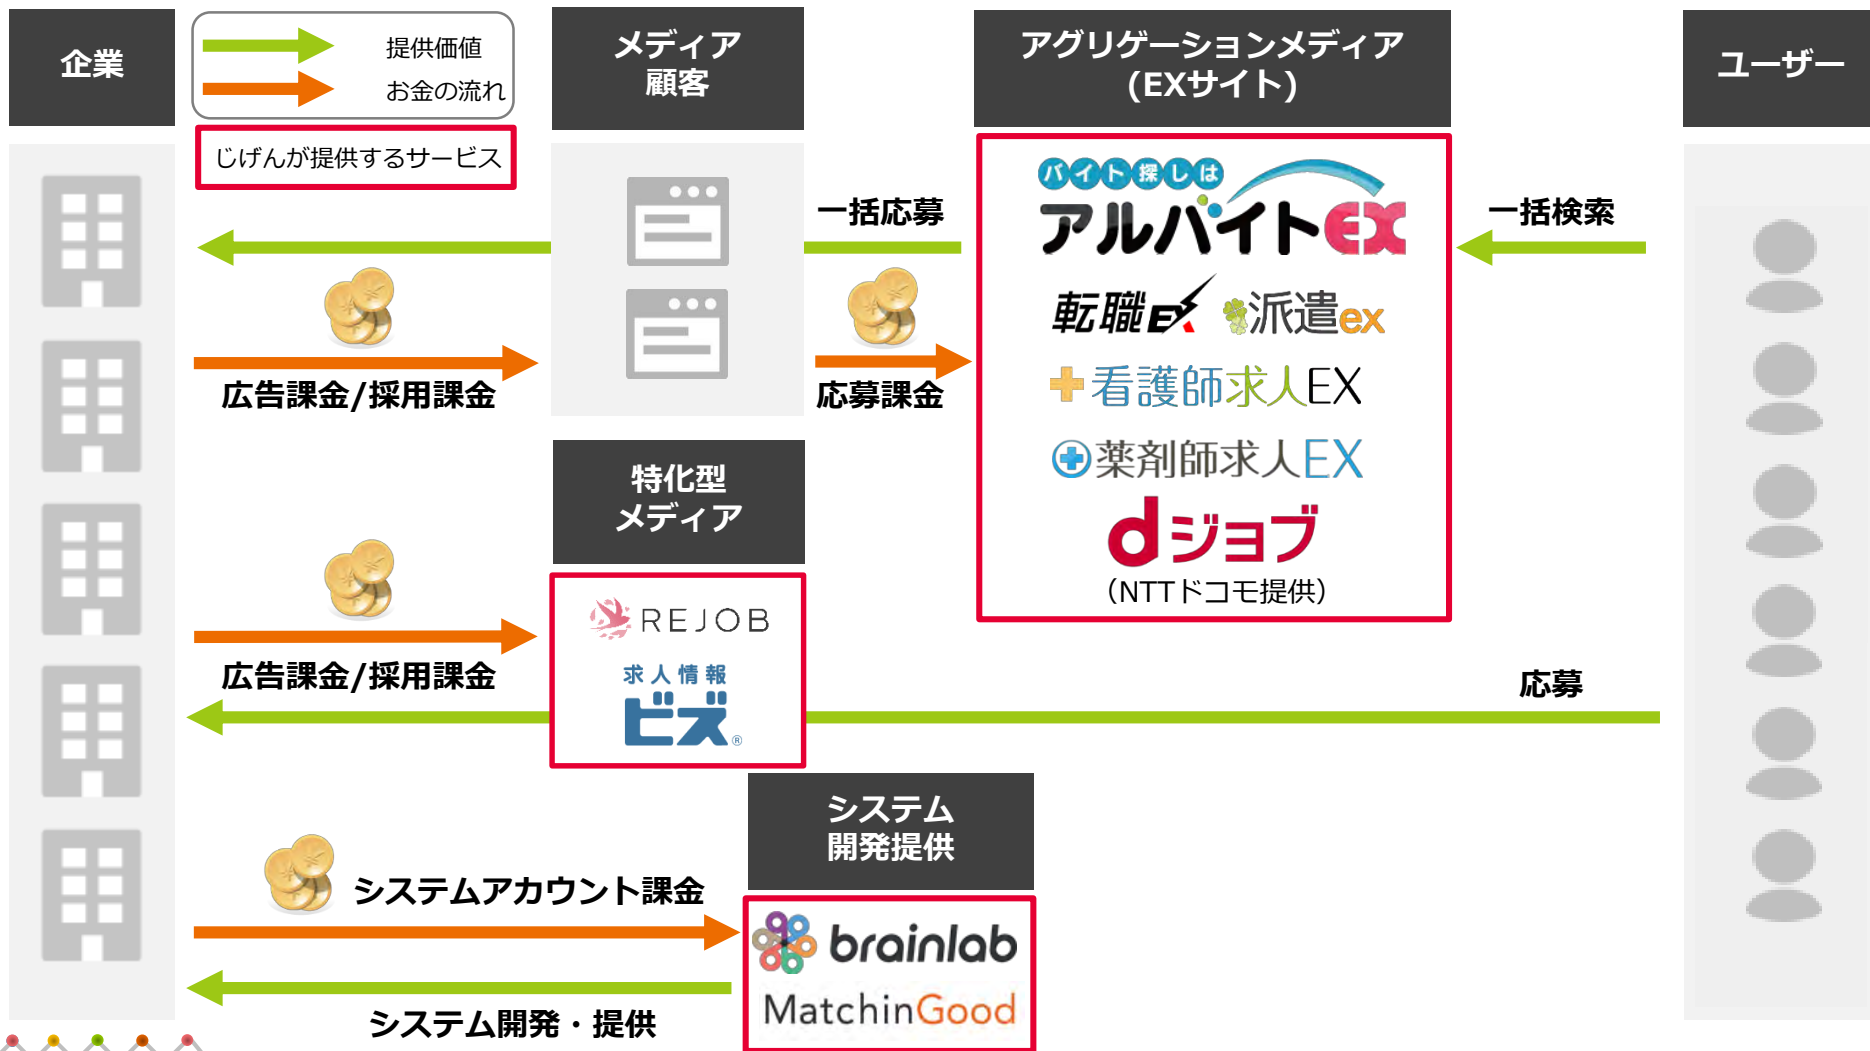 企業
提供価値
お金の流れ
じげんが提供するサービス
メディア
顧客
アグリゲーションメディア
(EXサイト)
ユーザー
バイト探しは
アルバイトEX
一括応募
一括検索
転職EX
派遣ex
広告課金/採用課金
応募課金
看護師求人EX
薬剤師求人EX
dジョブ
(NTTドコモ提供)
特化型
メディア
REJOB
求人情報
ビズ®
広告課金/採用課金
応募
システム
開発提供
システムアカウント課金
brainlab
MatchinGood
システム開発・提供